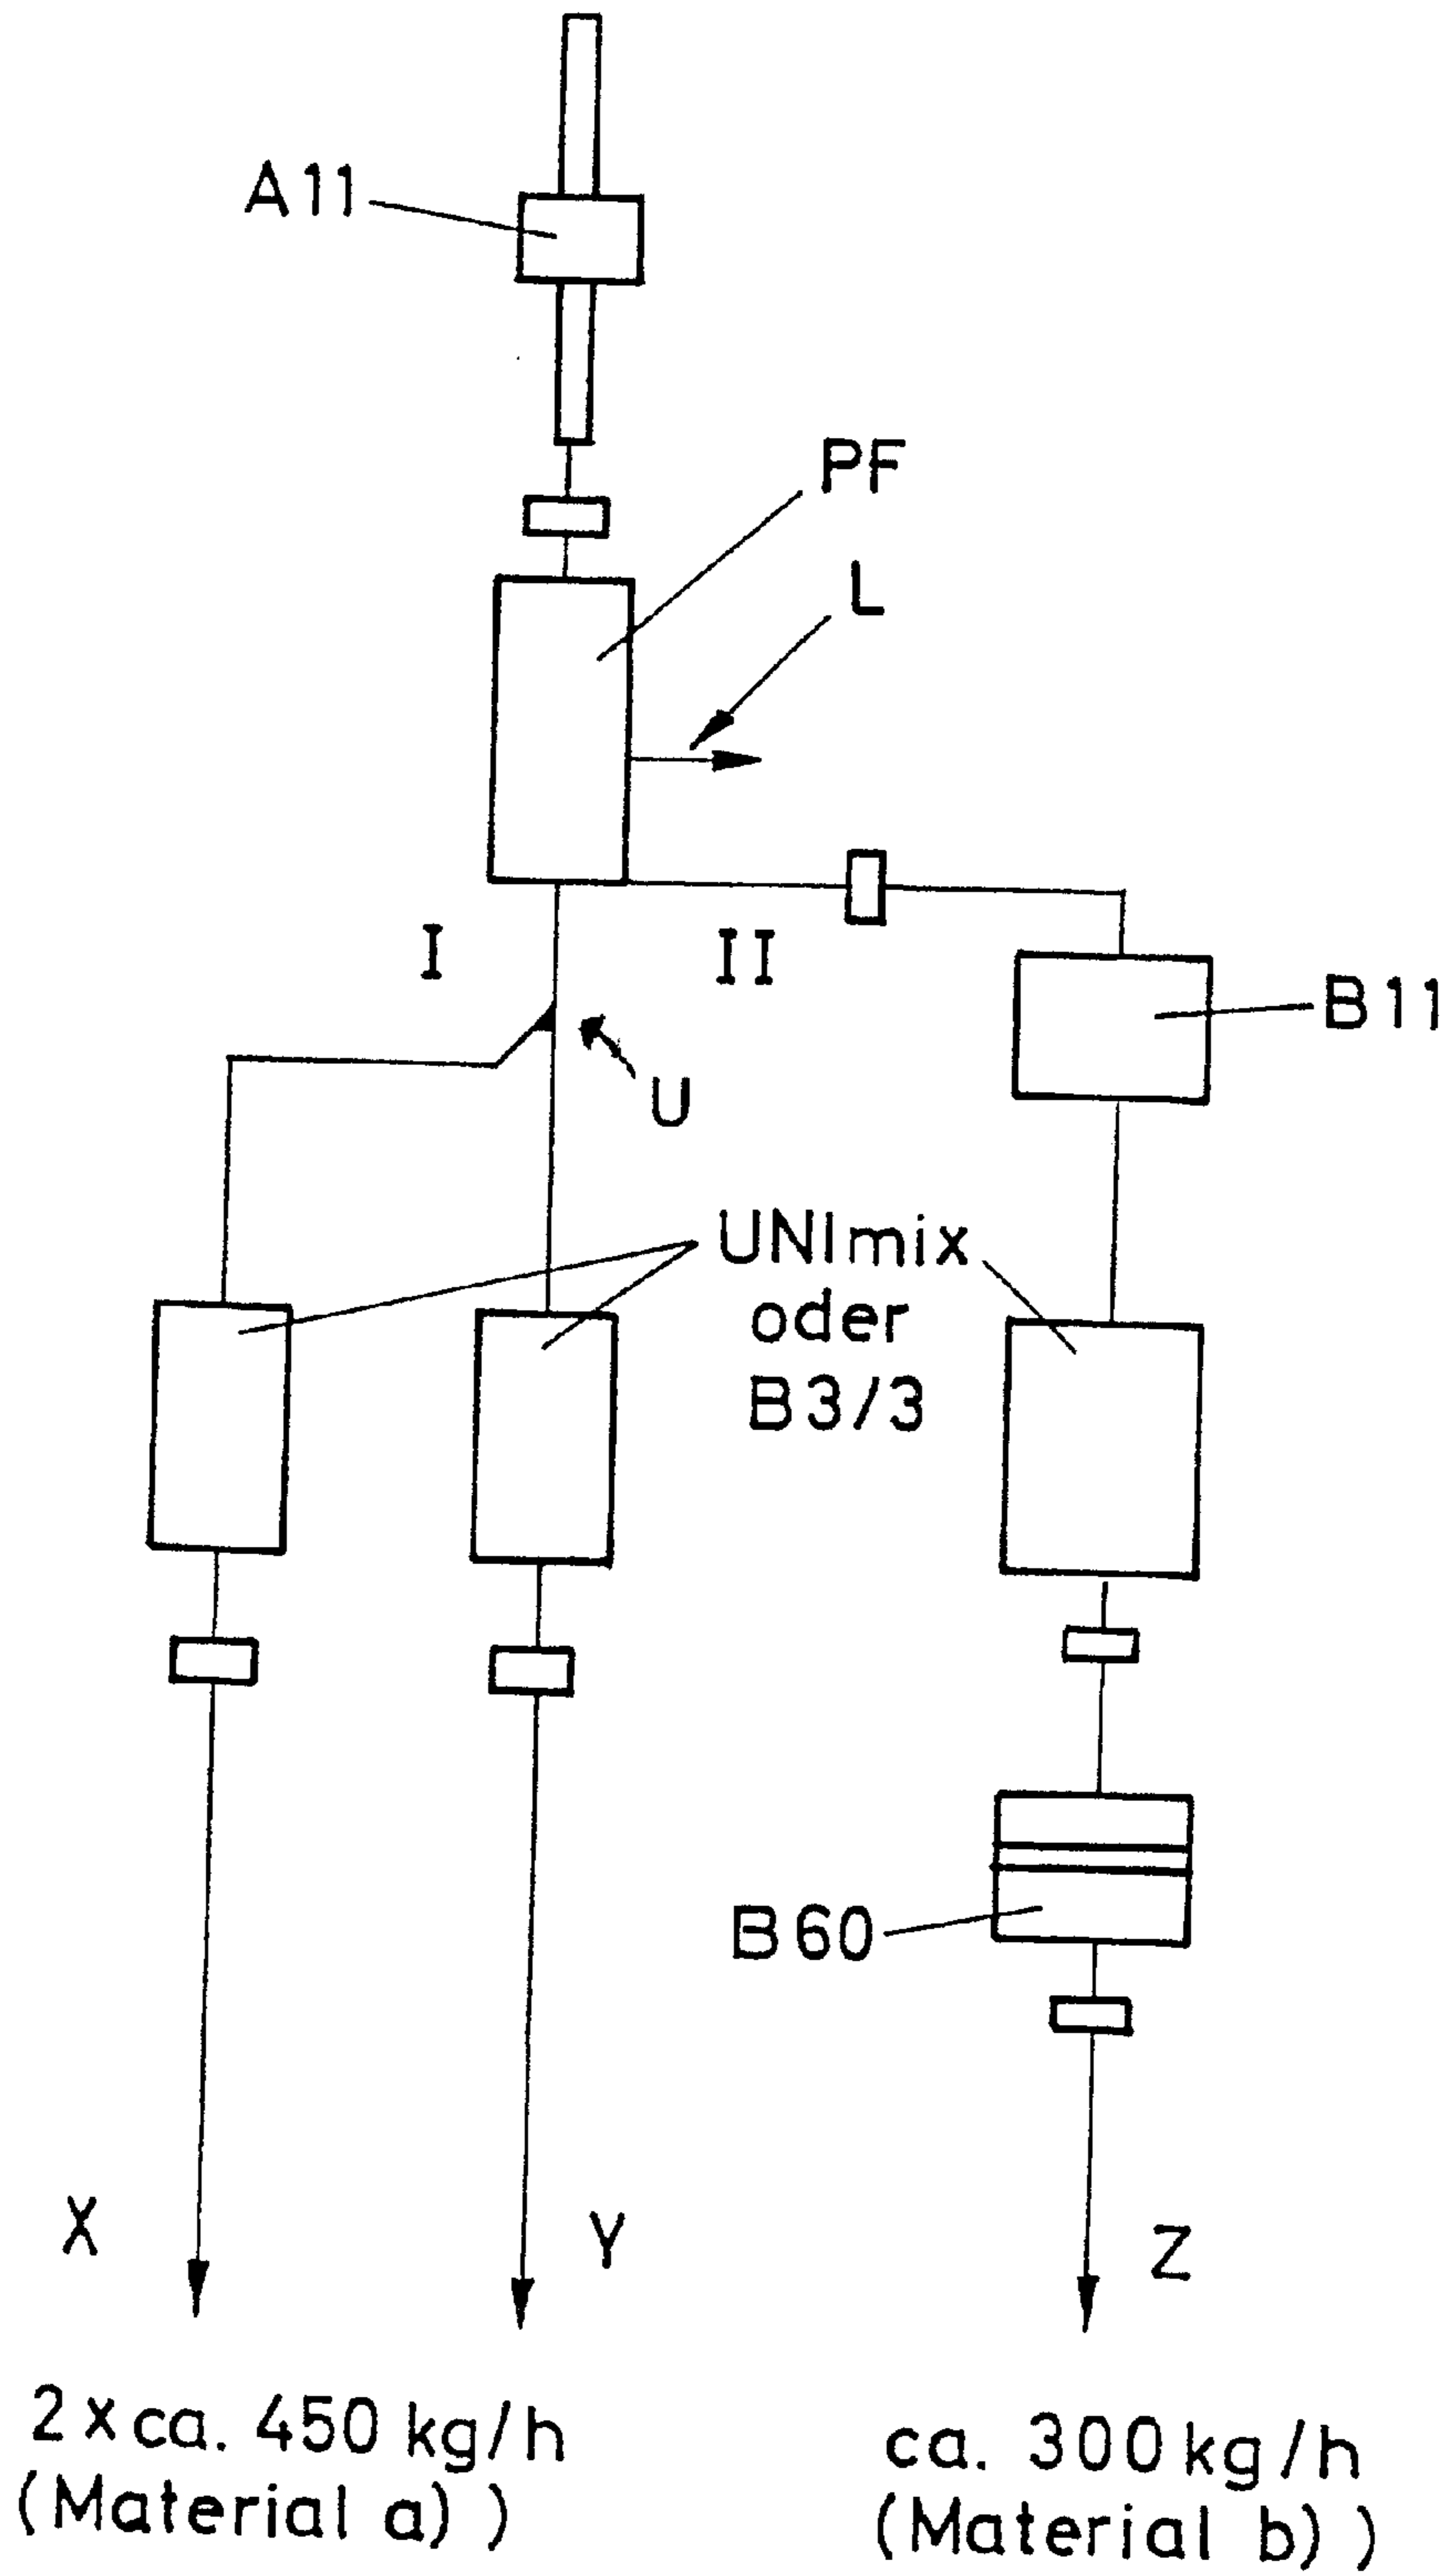 A11
PF
L
I
II
B11
U
UNImix
oder
B3/3
B60
X
Y
Z
2 x ca. 450 kg/h
(Material a) )
ca. 300 kg/h
(Material b) )